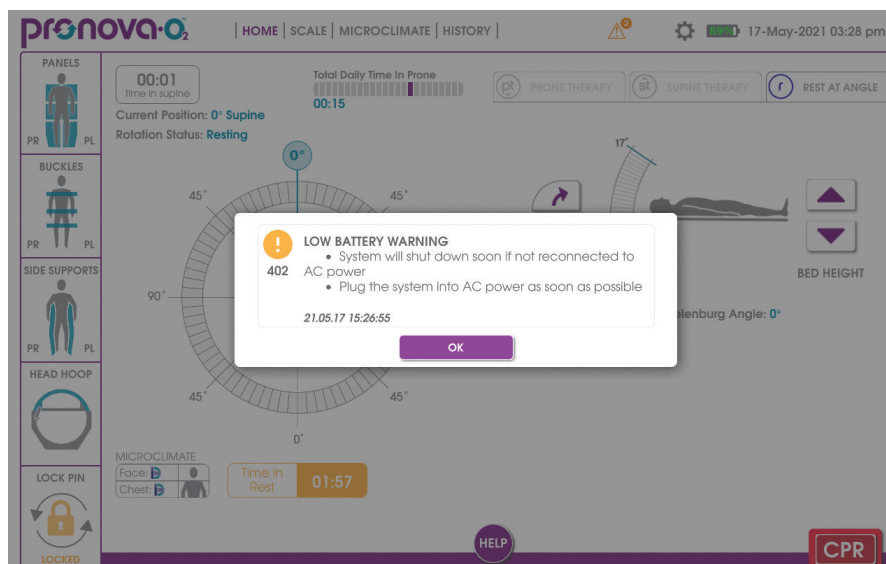 pronova·O2
| HOME | SCALE | MICROCLIMATE | HISTORY |
2
89%
17-May-2021 03:28 pm
PANELS
PR PL
BUCKLES
PR PL
SIDE SUPPORTS
PR PL
HEAD HOOP
LOCK PIN
LOCKED
00:01
time in supine
Current Position: 0° Supine
Rotation Status: Resting
Total Daily Time In Prone
00:15
pt PRONE THERAPY
st SUPINE THERAPY
r REST AT ANGLE
0°
45° 45°
90°
45° 45°
0°
17°
BED HEIGHT
elenburg Angle: 0°
!
402
LOW BATTERY WARNING
• System will shut down soon if not reconnected to
AC power
• Plug the system into AC power as soon as possible
21.05.17 15:26:55
OK
MICROCLIMATE
Face:
Chest:
Time In
Rest
01:57
HELP
CPR